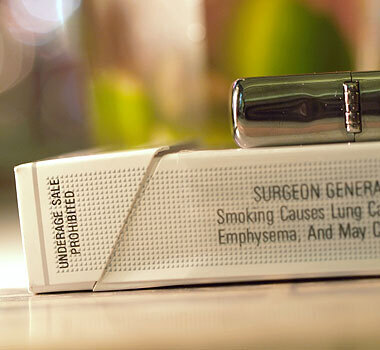 UNDERAGE SALE
PROHIBITED
SURGEON GENERA
Smoking Causes Lung Ca
Emphysema, And May C